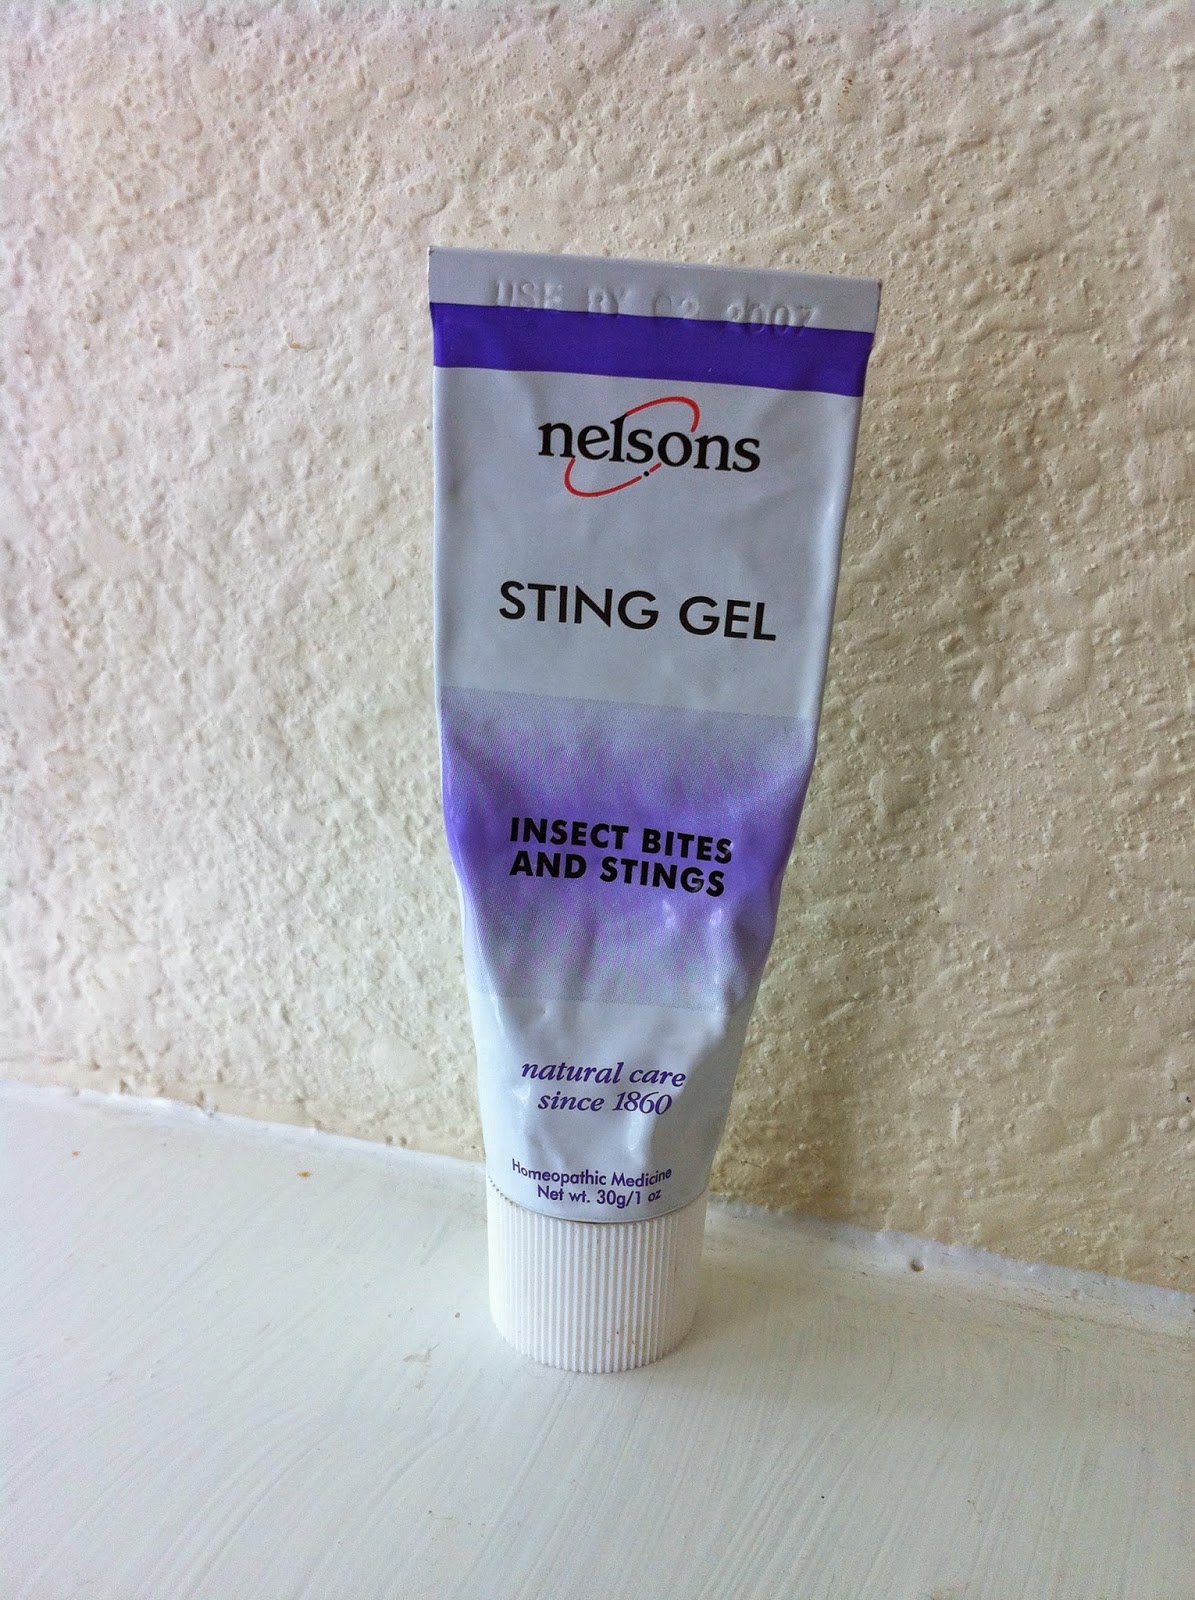 USE BY 02 2007
nelsons
STING GEL
INSECT BITES
AND STINGS
natural care
since 1860
Homeopathic Medicine
Net wt. 30g/1 oz